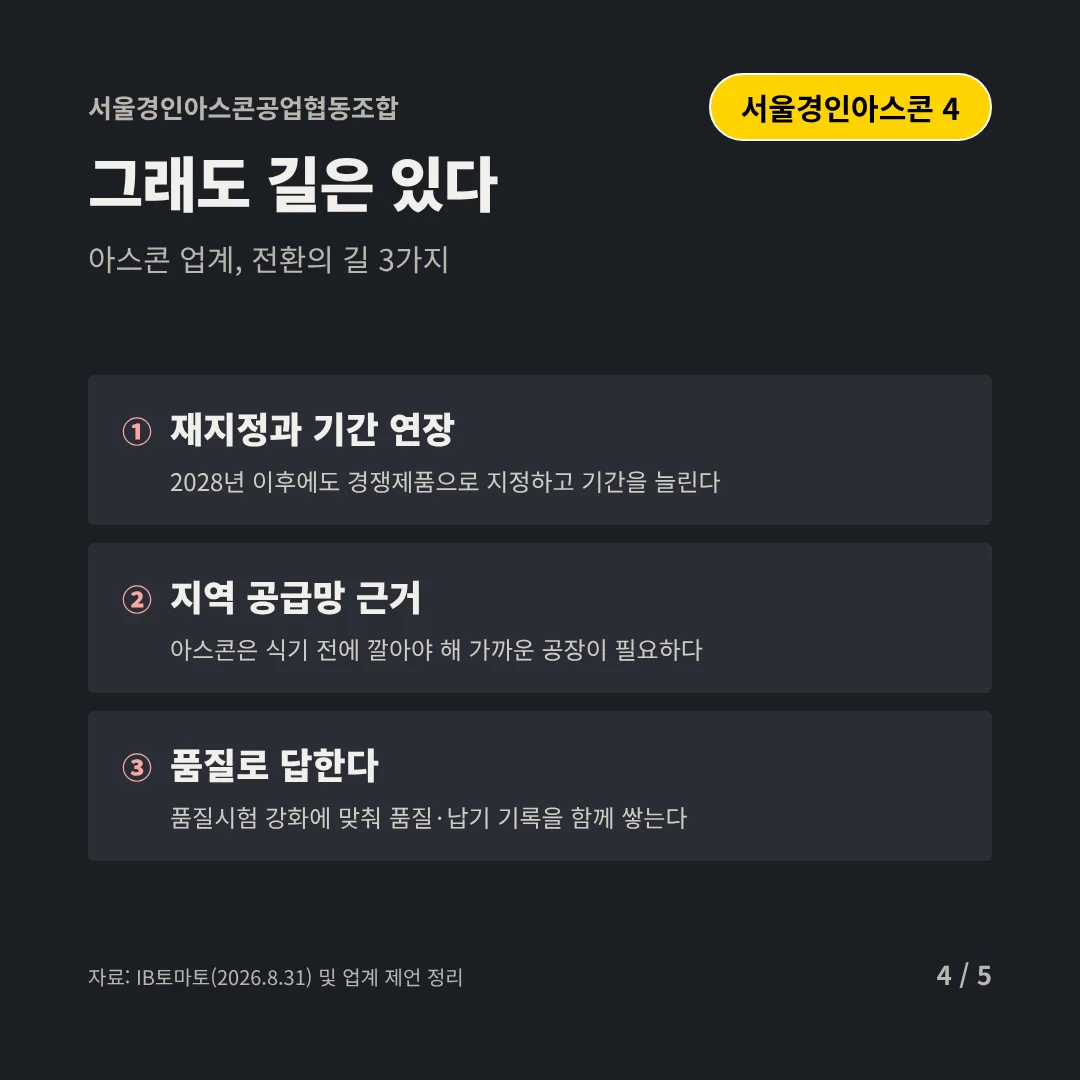 서울경인아스콘공업협동조합
서울경인아스콘 4
그래도 길은 있다
아스콘 업계, 전환의 길 3가지
① 재지정과 기간 연장
2028년 이후에도 경쟁제품으로 지정하고 기간을 늘린다
② 지역 공급망 근거
아스콘은 식기 전에 깔아야 해 가까운 공장이 필요하다
③ 품질로 답한다
품질시험 강화에 맞춰 품질·납기 기록을 함께 쌓는다
자료: IB토마토(2026.8.31) 및 업계 제언 정리
4 / 5